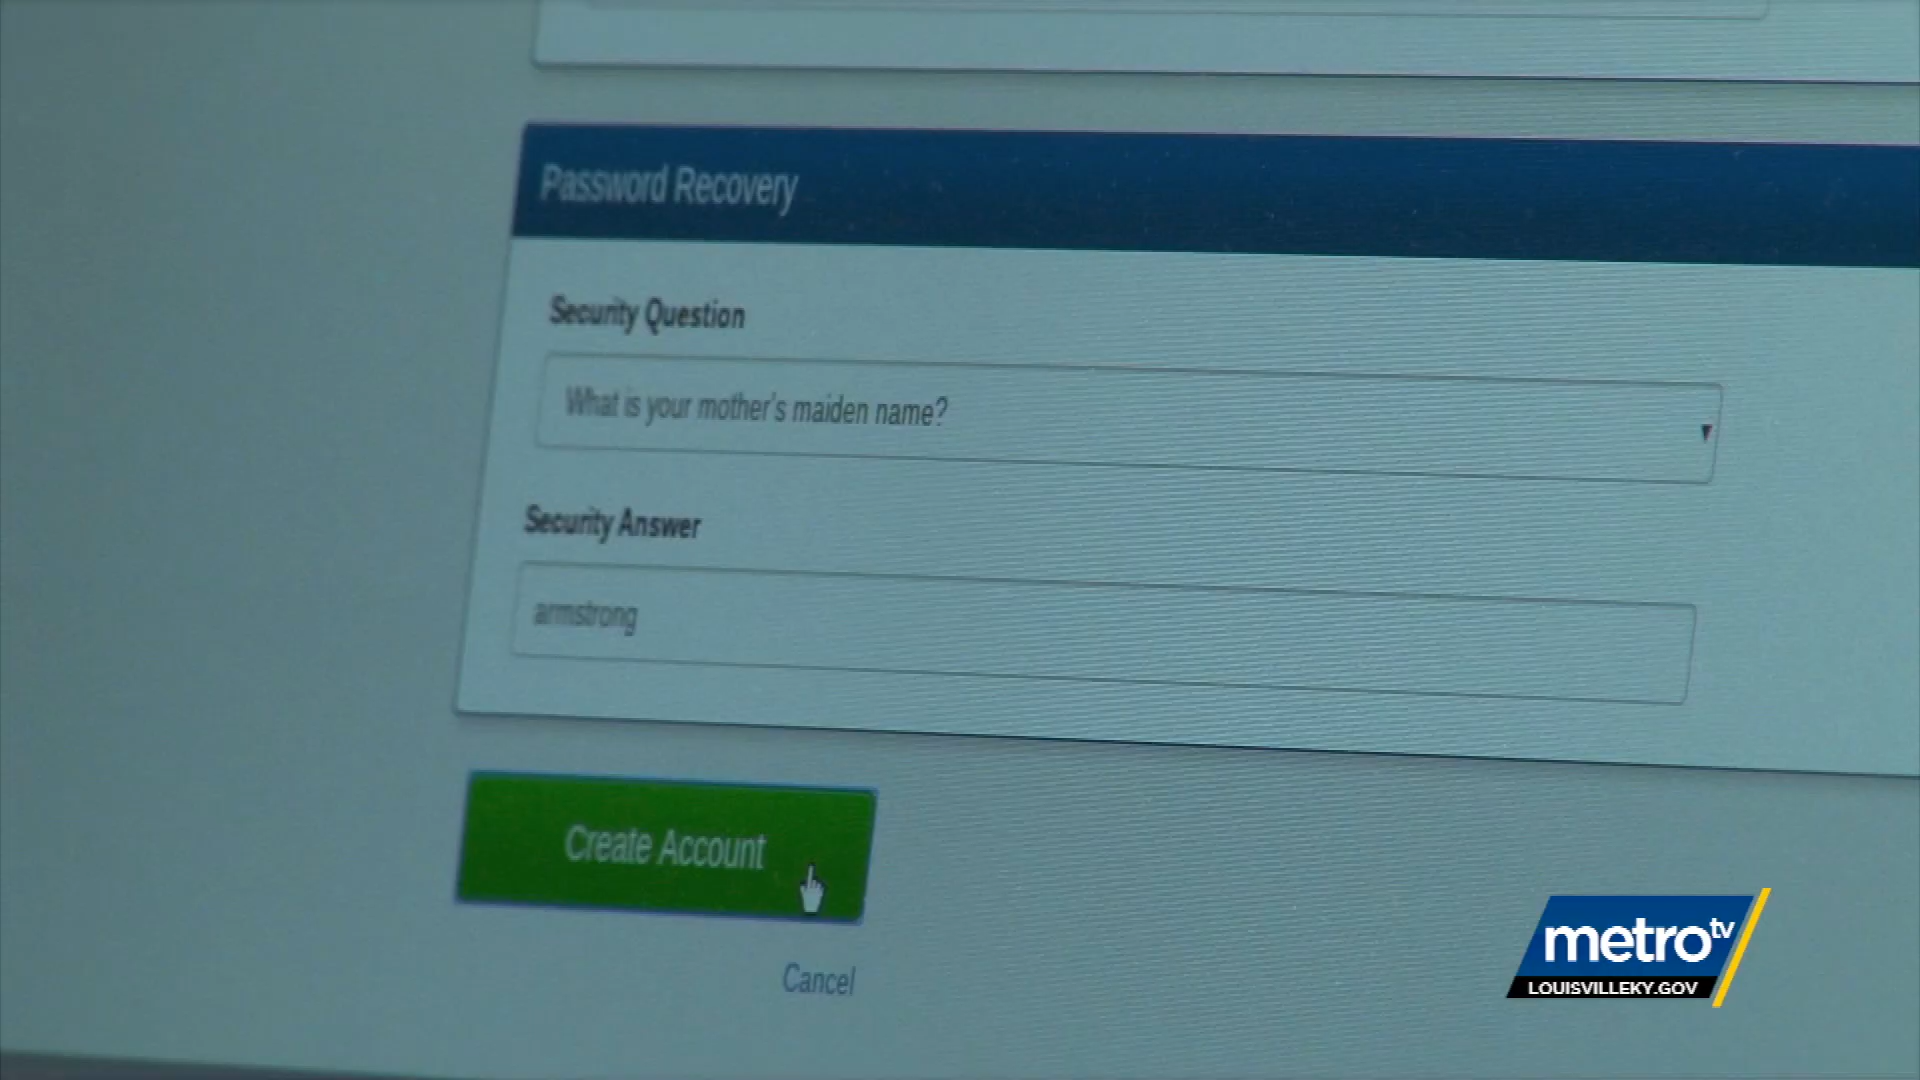 Password Recovery
Security Question
What is your mother's maiden name?
Security Answer
armstrong
Create Account
Cancel
metro tv
LOUISVILLEKY.GOV